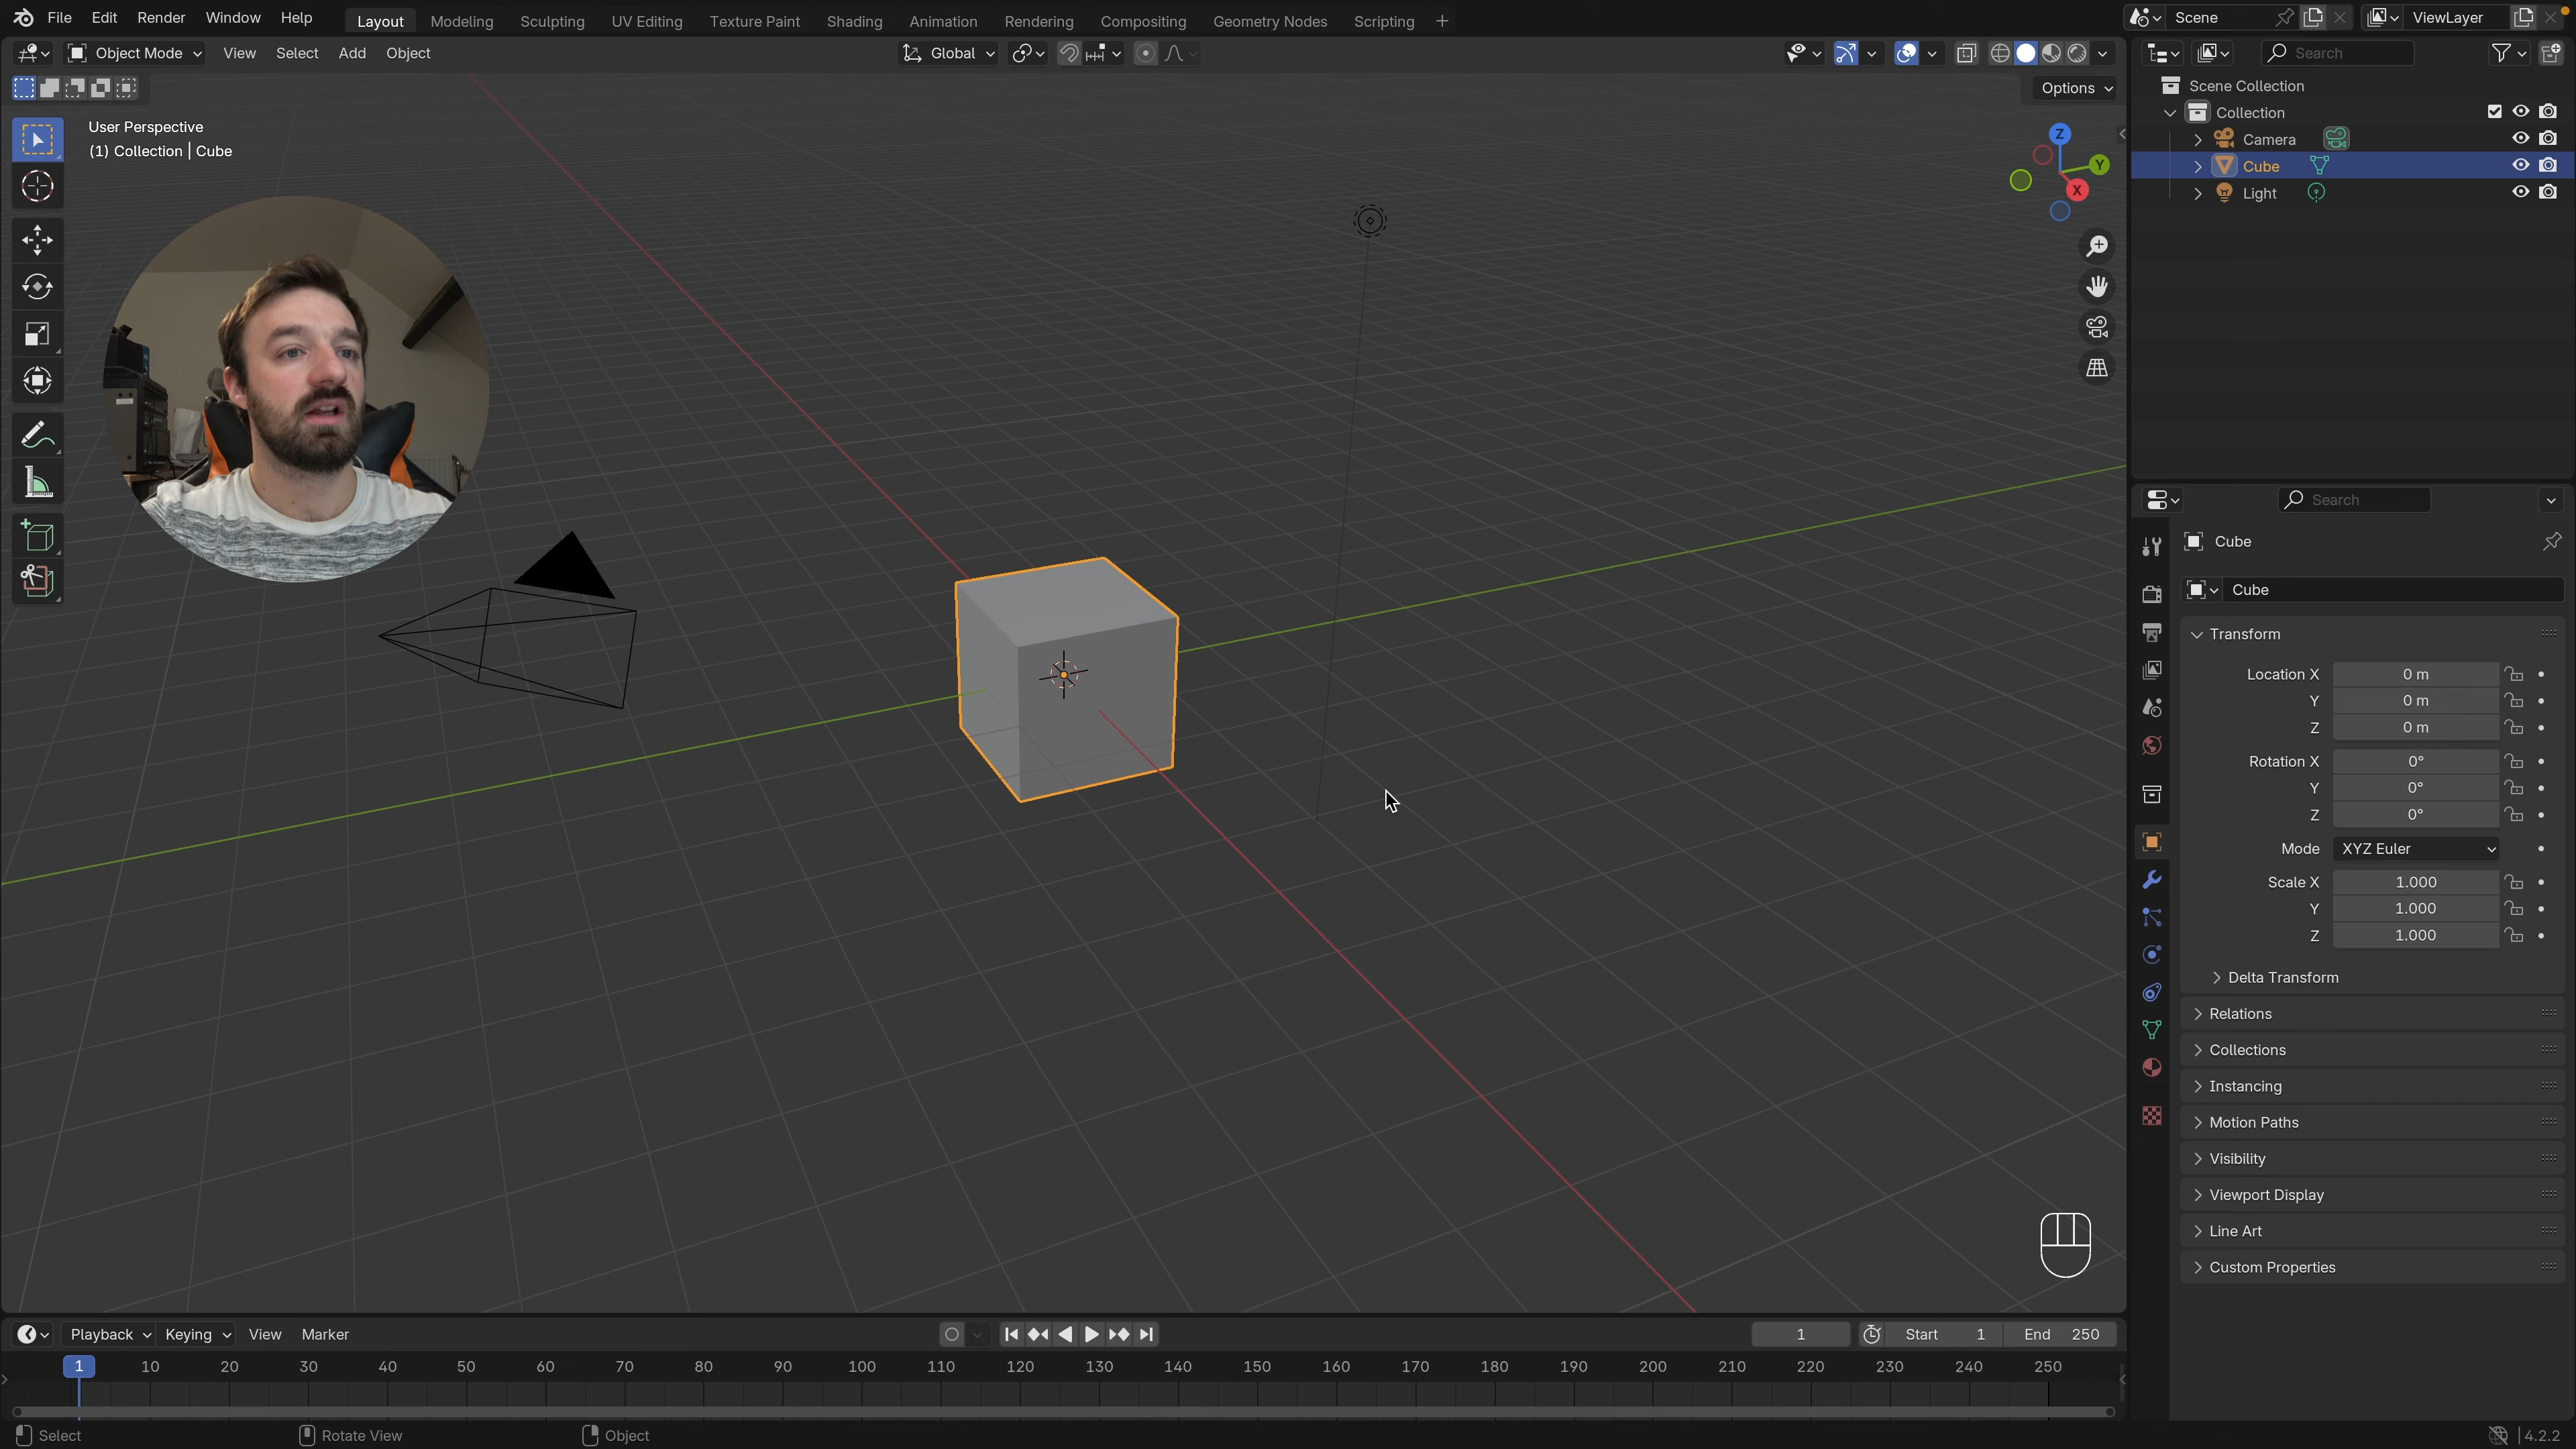 File Edit Render Window Help Layout Modeling Sculpting UV Editing Texture Paint Shading Animation Rendering Compositing Geometry Nodes Scripting Scene ViewLayer
Object Mode View Select Add Object Global Search
Options
User Perspective
(1) Collection | Cube
Z
Y
X
Scene Collection
Collection
Camera
Cube
Light
Search
Cube
Cube
Transform
Location X 0 m
Y 0 m
Z 0 m
Rotation X 0°
Y 0°
Z 0°
Mode XYZ Euler
Scale X 1.000
Y 1.000
Z 1.000
Delta Transform
Relations
Collections
Instancing
Motion Paths
Visibility
Viewport Display
Line Art
Custom Properties
Playback Keying View Marker 1 Start 1 End 250
1 10 20 30 40 50 60 70 80 90 100 110 120 130 140 150 160 170 180 190 200 210 220 230 240 250
Select Rotate View Object 4.2.2